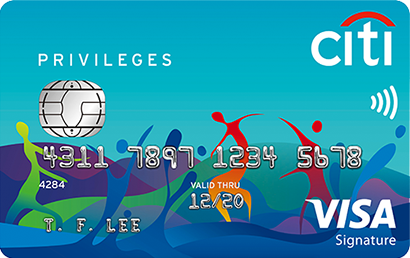 citi
PRIVILEGES
4311 7897 1234 5678
4284
VALID THRU
12/20
T. F. LEE
VISA
Signature